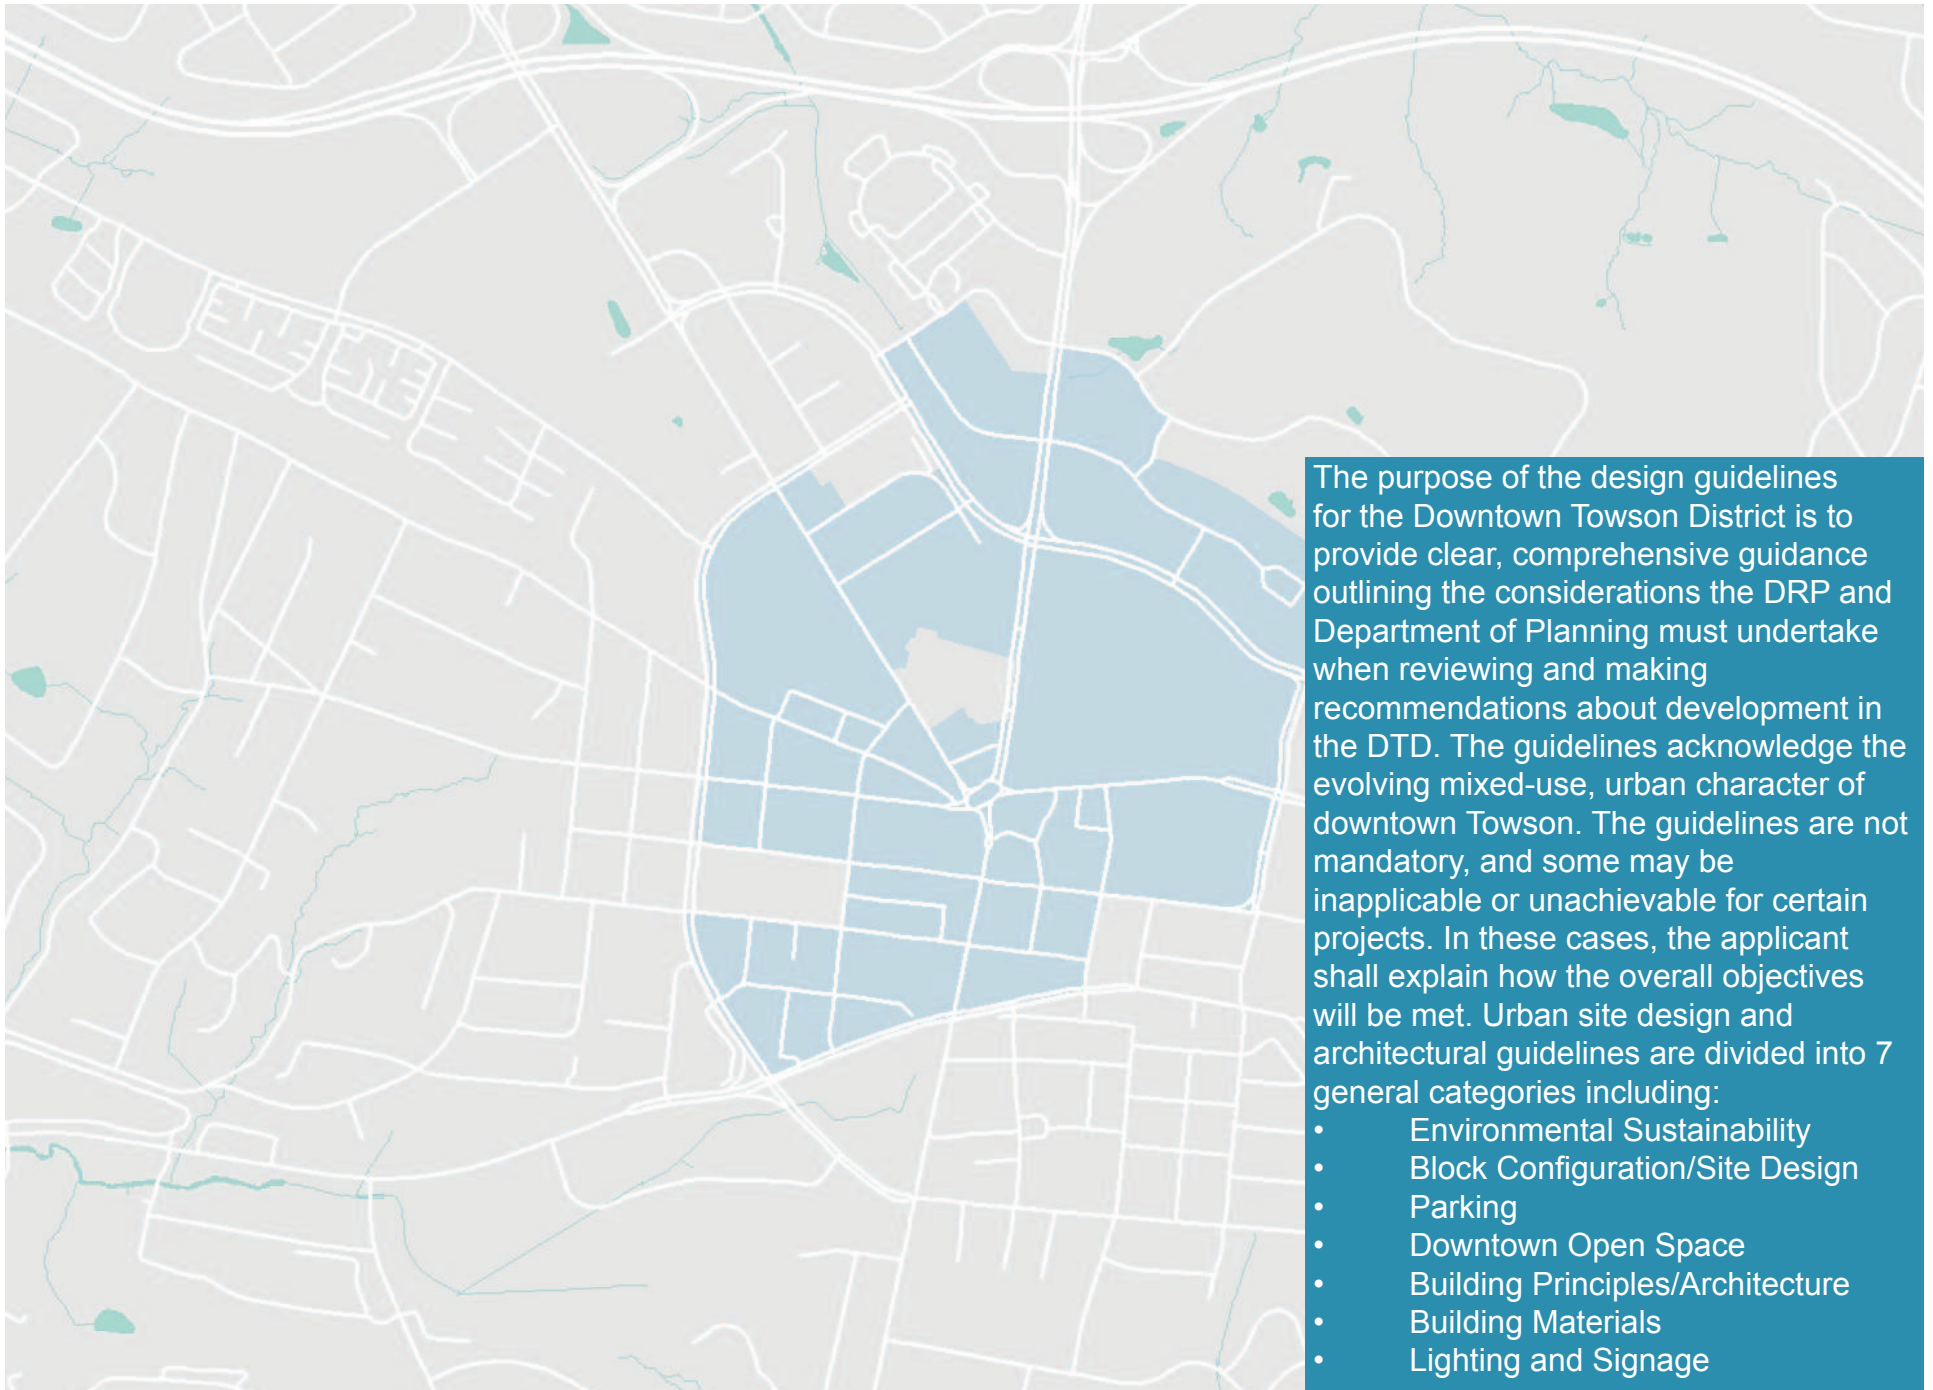 The purpose of the design guidelines
for the Downtown Towson District is to
provide clear, comprehensive guidance
outlining the considerations the DRP and
Department of Planning must undertake
when reviewing and making
recommendations about development in
the DTD. The guidelines acknowledge the
evolving mixed-use, urban character of
downtown Towson. The guidelines are not
mandatory, and some may be
inapplicable or unachievable for certain
projects. In these cases, the applicant
shall explain how the overall objectives
will be met. Urban site design and
architectural guidelines are divided into 7
general categories including:
• Environmental Sustainability
• Block Configuration/Site Design
• Parking
• Downtown Open Space
• Building Principles/Architecture
• Building Materials
• Lighting and Signage